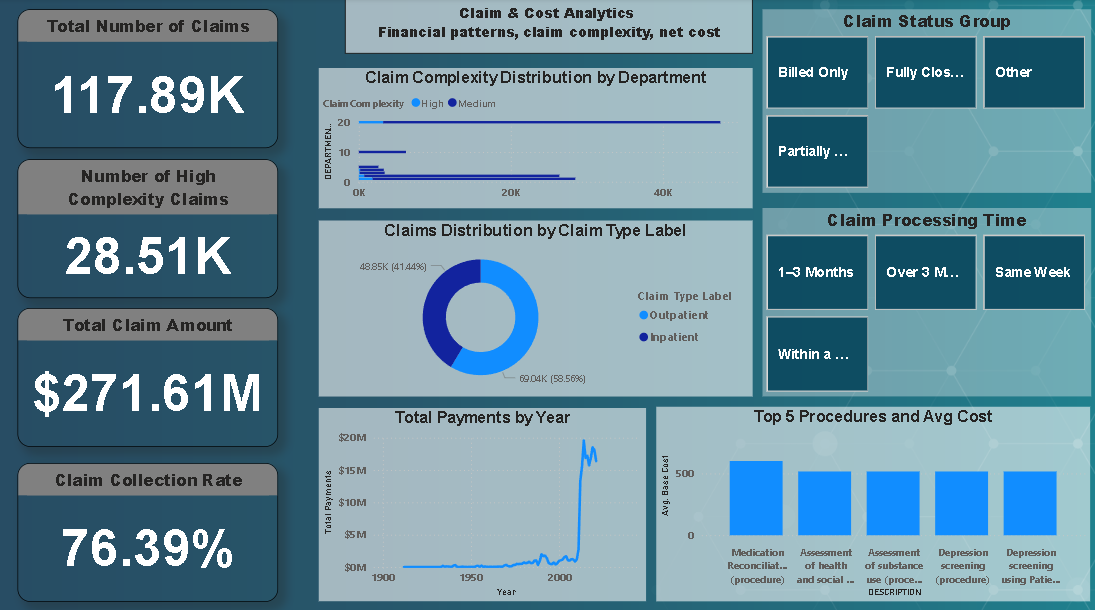 Total Number of Claims
117.89K
Number of High
Complexity Claims
28.51K
Total Claim Amount
$271.61M
Claim Collection Rate
76.39%
Claim & Cost Analytics
Financial patterns, claim complexity, net cost
Claim Complexity Distribution by Department
ClaimComplexity High Medium
DEPARTMEN...
20
10
0
0K 20K 40K
Claims Distribution by Claim Type Label
48.85K (41.44%)
69.04K (58.56%)
Claim Type Label
Outpatient
Inpatient
Total Payments by Year
Total Payments
$20M
$15M
$10M
$5M
$0M
1900 1950 2000
Year
Claim Status Group
Billed Only
Fully Clos...
Other
Partially ...
Claim Processing Time
1–3 Months
Over 3 M...
Same Week
Within a ...
Top 5 Procedures and Avg Cost
Avg. Base Cost
500
0
Medication
Reconciliat...
(procedure)
Assessment
of health
and social ...
Assessment
of substance
use (proce...
Depression
screening
(procedure)
Depression
screening
using Patie...
DESCRIPTION